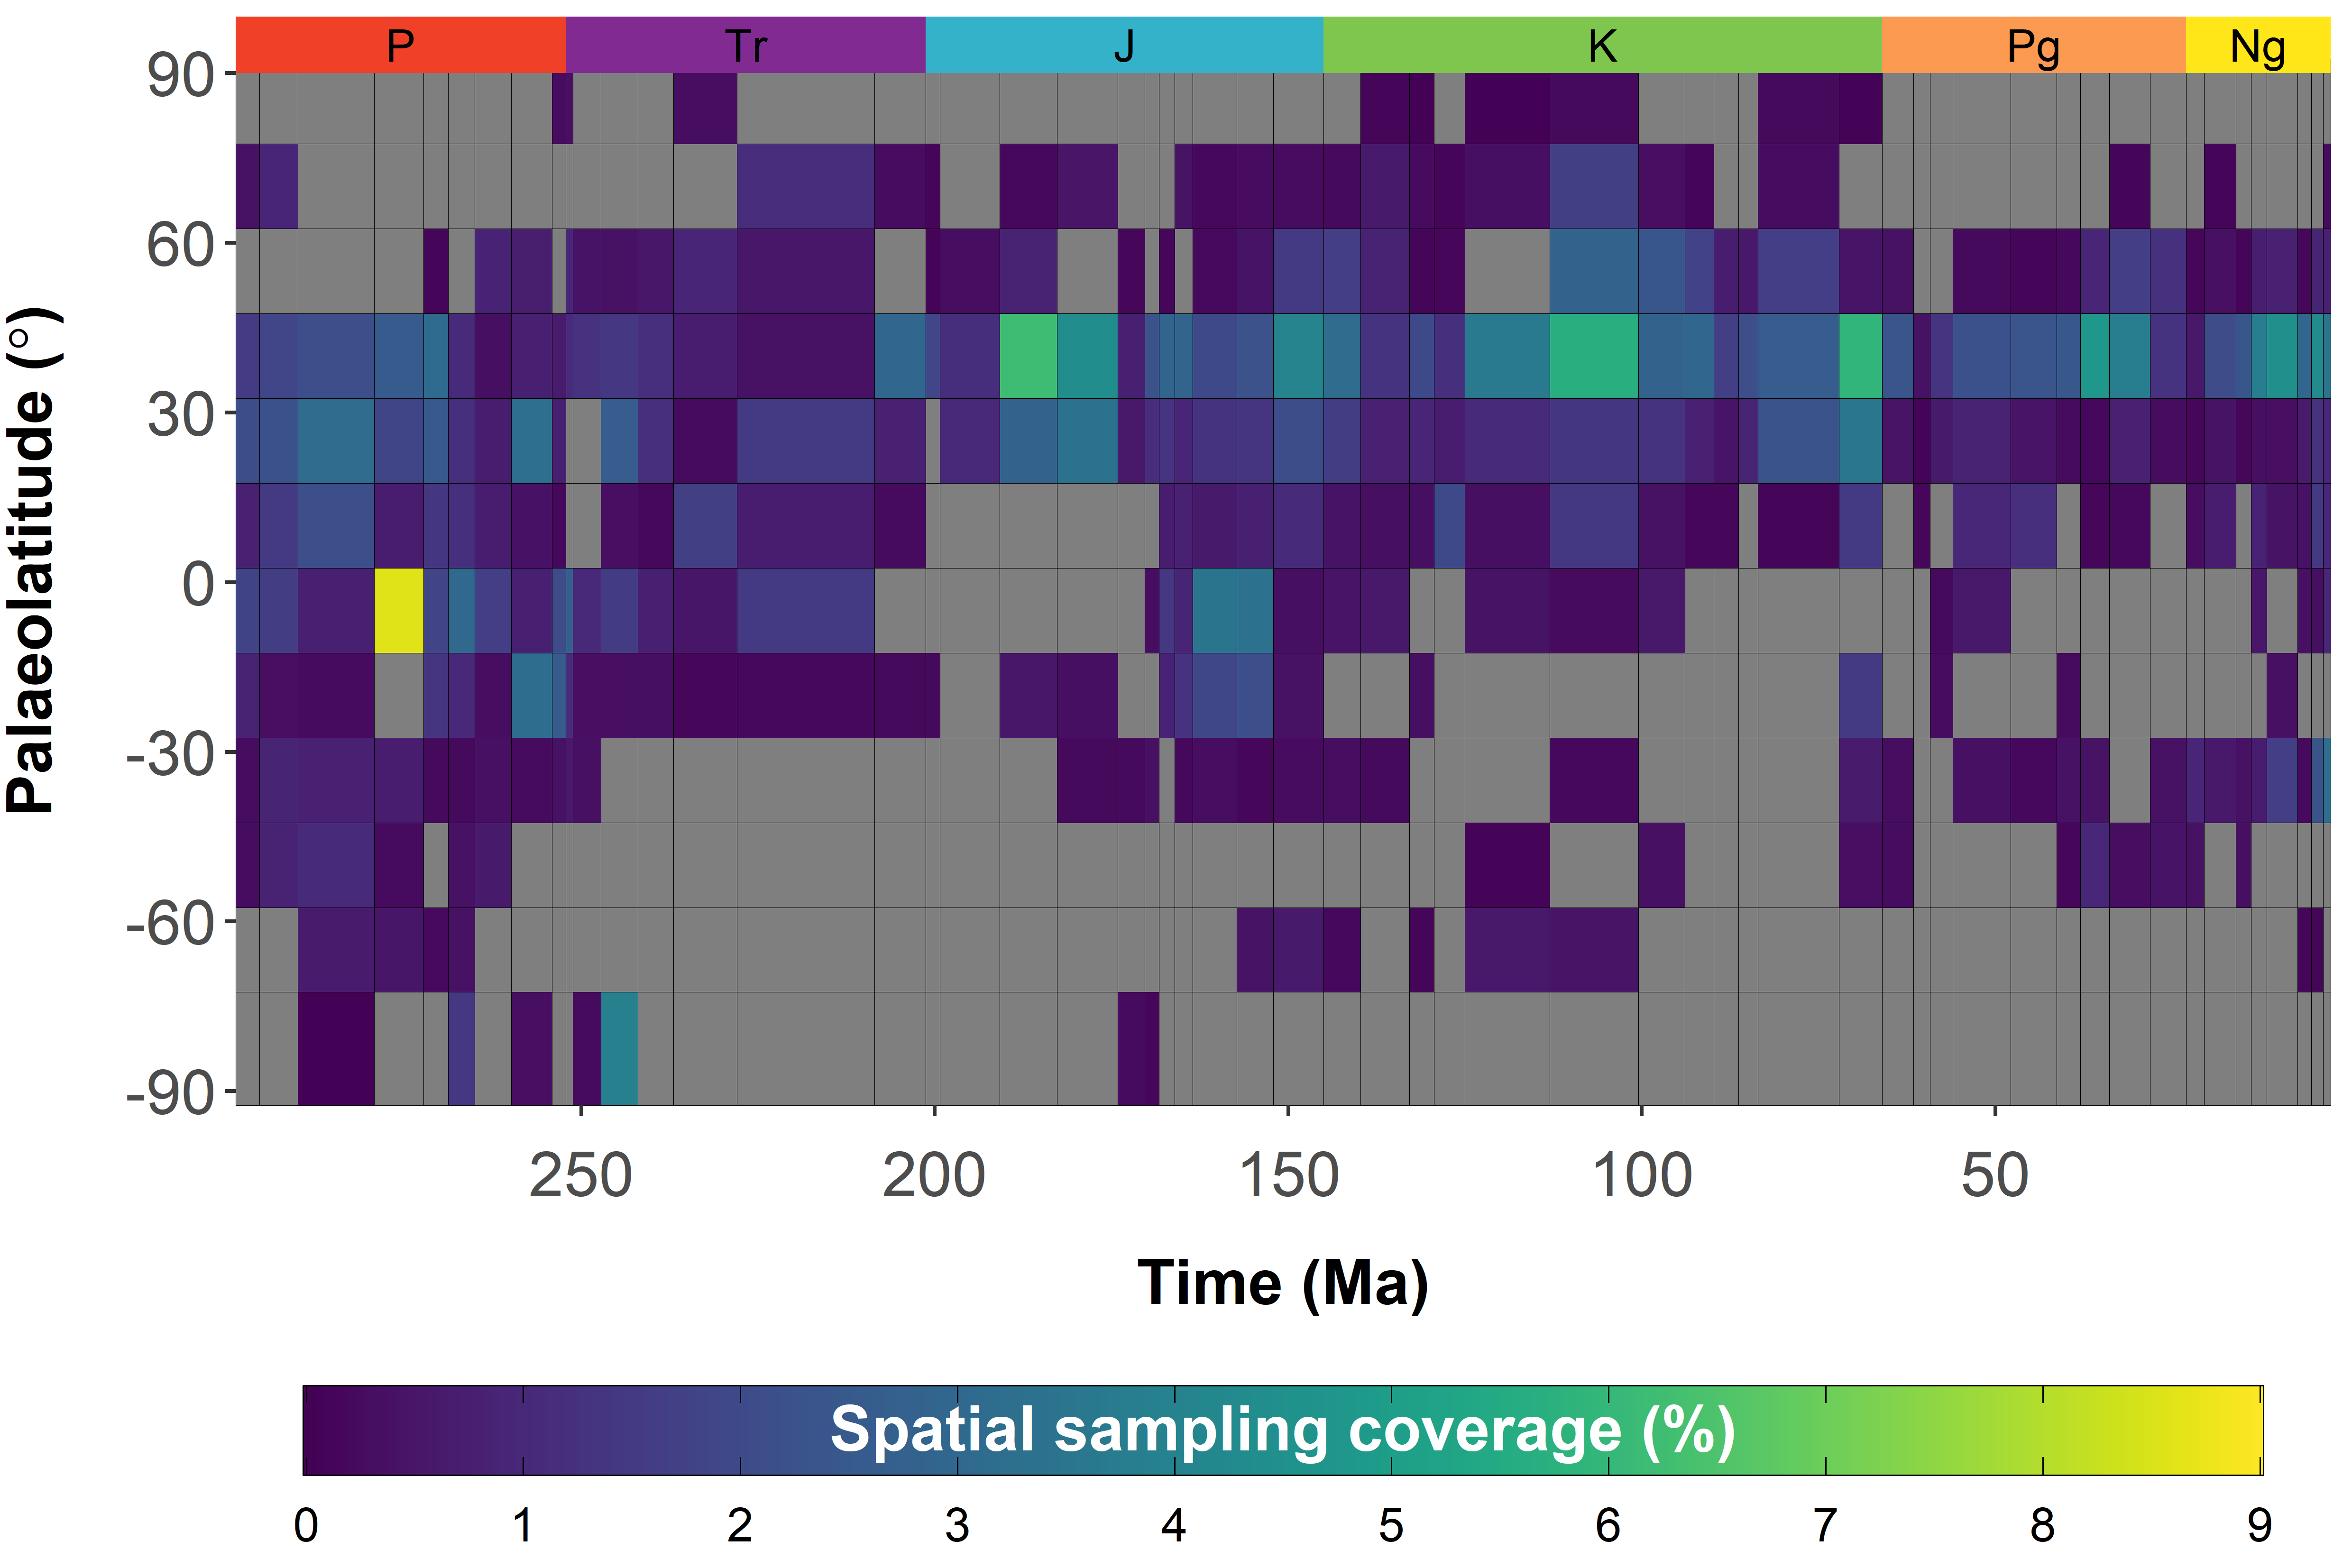 P Tr J K Pg Ng
90
60
30
0
-30
-60
-90
Palaeolatitude (°)
250 200 150 100 50
Time (Ma)
Spatial sampling coverage (%)
0 1 2 3 4 5 6 7 8 9